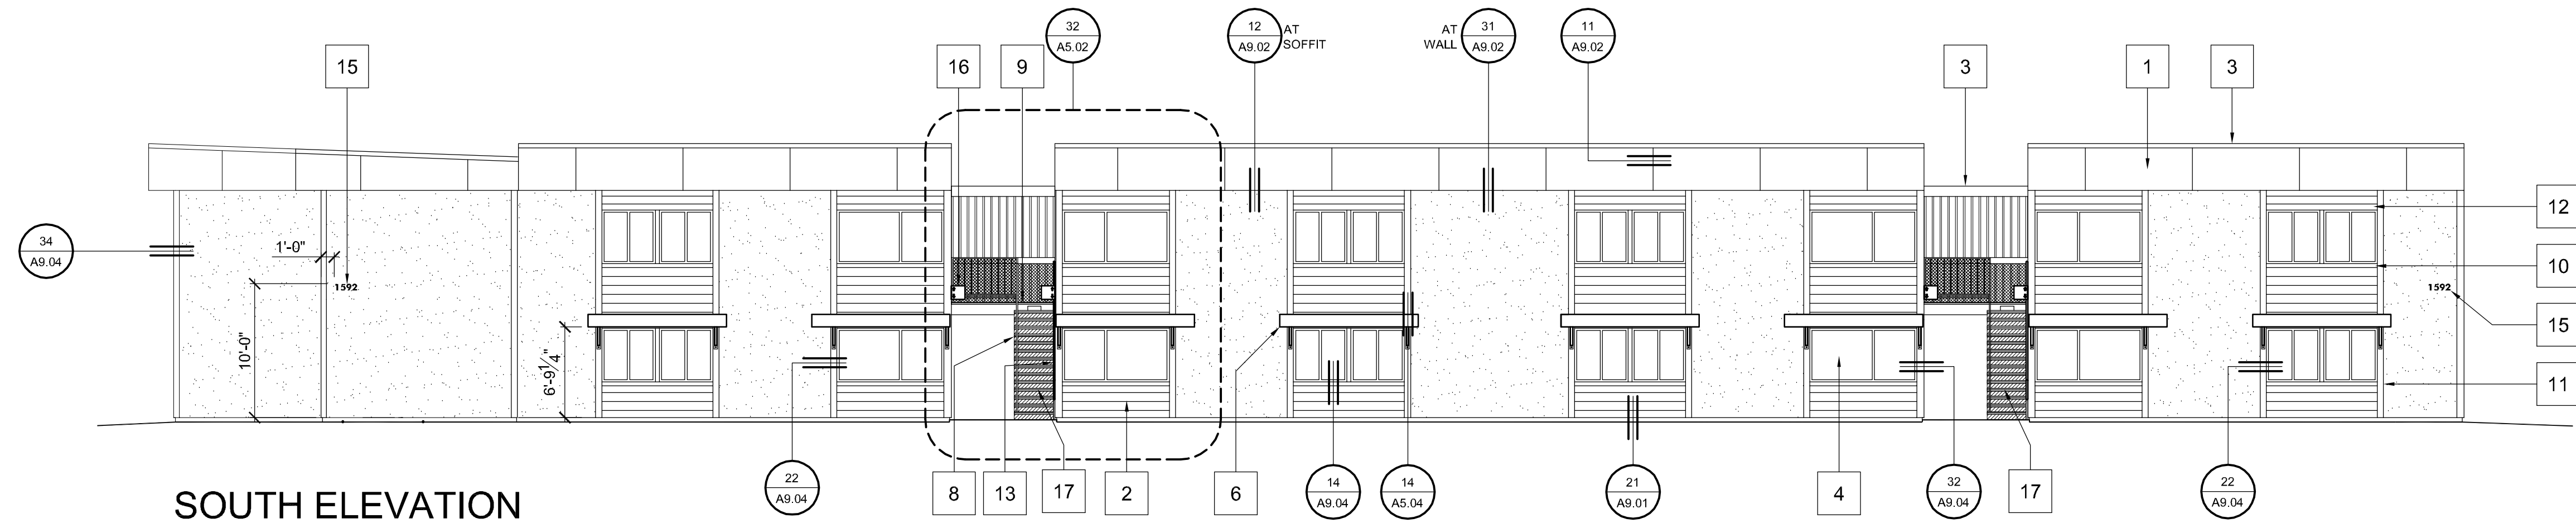 32
A5.02
12
A9.02
AT
SOFFIT
AT
WALL
31
A9.02
11
A9.02
15
16
9
3
1
3
34
A9.04
1'-0"
1592
10'-0"
6'-9 1/4"
12
10
1592
15
11
22
A9.04
8
13
17
2
6
14
A9.04
14
A5.04
21
A9.01
4
32
A9.04
17
22
A9.04
SOUTH ELEVATION